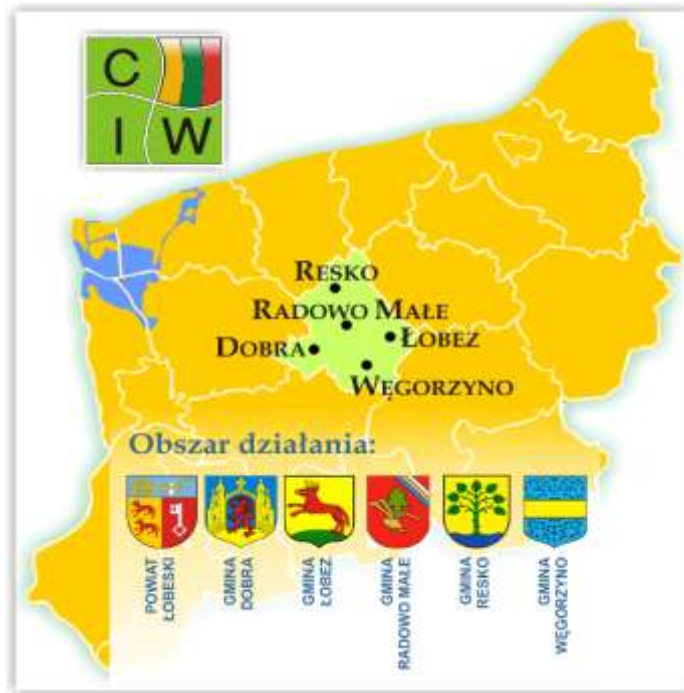 C
I W
RESKO
RADOWO MAŁE
ŁOBEZ
DOBRA
WĘGORZYNO
Obszar działania:
POWIAT
ŁOBESKI
GMINA
DOBRA
GMINA
ŁOBEZ
GMINA
RADOWO MAŁE
GMINA
RESKO
GMINA
WĘGORZYNO